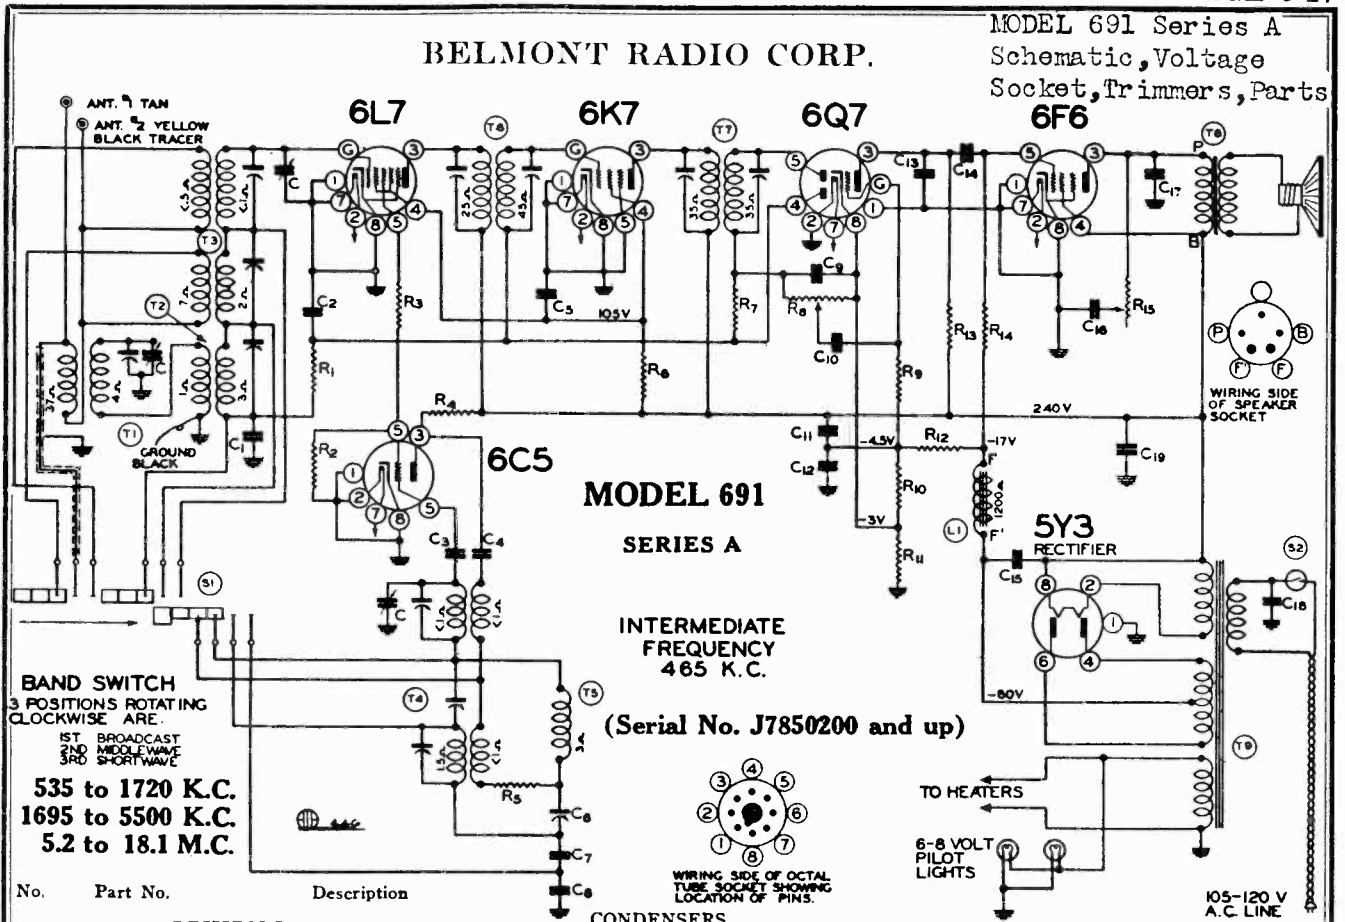 MODEL 691 Series A
Schematic, Voltage
Socket, Trimmers, Parts
BELMONT RADIO CORP.
ANT. #1 TAN
ANT. #2 YELLOW
BLACK TRACER
6L7
6K7
6Q7
6F6
T6
T7
T8
T3
T2
T1
GROUND
BLACK
C
C2
R1
R3
C5
105V
R6
R7
C9
R8
C10
C13
C14
R9
R13
R14
C16
R15
C17
P
B
P
B
F'
F
WIRING SIDE
OF SPEAKER
SOCKET
240V
R4
R2
6C5
C1
C11
C12
-4.5V
R12
-17V
R10
-3V
R11
C19
F
1200Ω
F'
L1
MODEL 691
SERIES A
C3
C4
C
5Y3
RECTIFIER
C15
S2
C18
S1
INTERMEDIATE
FREQUENCY
465 K.C.
-80V
T9
BAND SWITCH
3 POSITIONS ROTATING
CLOCKWISE ARE.
1ST BROADCAST
2ND MIDDLEWAVE
3RD SHORTWAVE
535 to 1720 K.C.
1695 to 5500 K.C.
5.2 to 18.1 M.C.
T4
T5
R5
C6
C7
C8
(Serial No. J7850200 and up)
WIRING SIDE OF OCTAL
TUBE SOCKET SHOWING
LOCATION OF PINS.
TO HEATERS
6-8 VOLT
PILOT
LIGHTS
105-120 V
A.C. LINE
No. Part No. Description
CONDENSERS